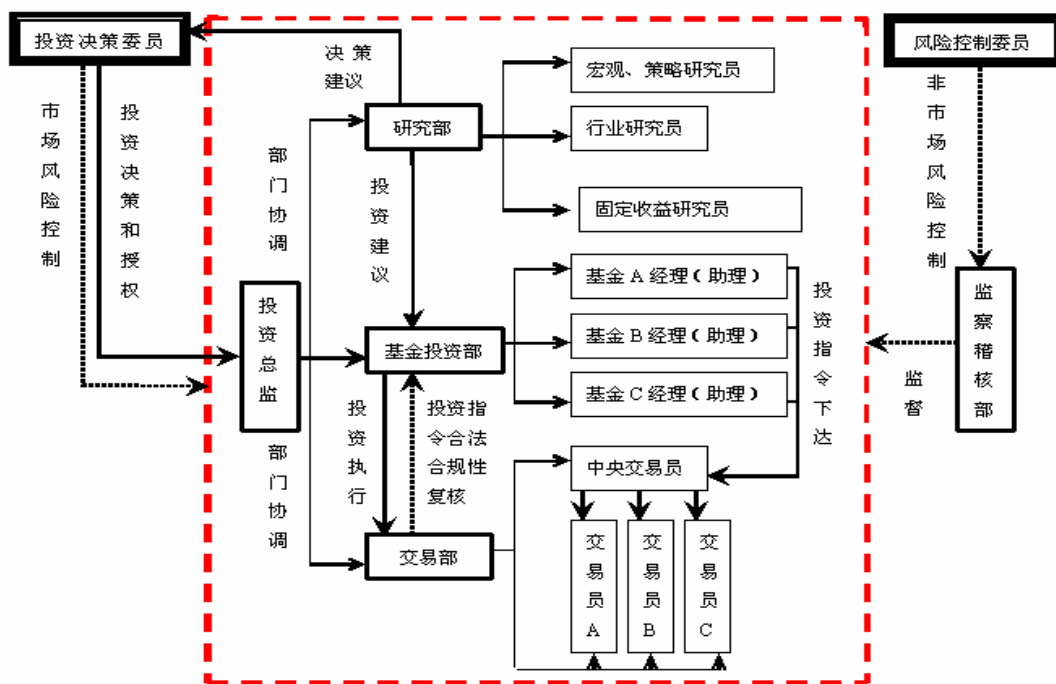 投资决策委员
风险控制委员
决 策
建议
宏观、策略研究员
研究部
行业研究员
固定收益研究员
市场风险控制
投资决策和授权
部门协调
投资建议
非市场风险控制
基金A经理(助理)
投资总监
基金投资部
基金B经理(助理)
基金C经理(助理)
投资指令下达
监察稽核部
监督
投资执行
投资指
令合法
合规性
复核
部门协调
中央交易员
交易部
交易员A
交易员B
交易员C